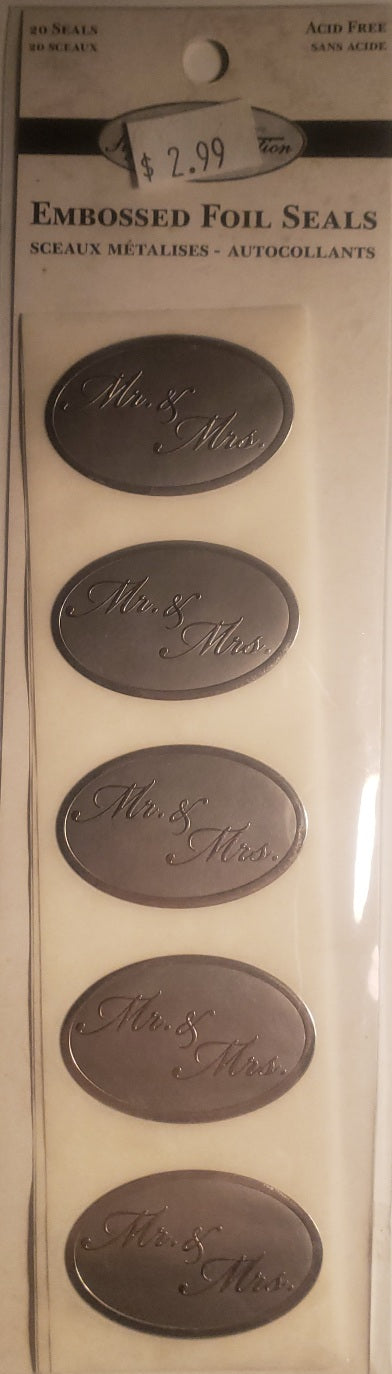 20 SEALS
20 SCEAUX
ACID FREE
SANS ACIDE
$ 2.99
EMBOSSED FOIL SEALS
SCEAUX MÉTALISES - AUTOCOLLANTS
Mr. &
Mrs.
Mr. &
Mrs.
Mr. &
Mrs.
Mr. &
Mrs.
Mr. &
Mrs.